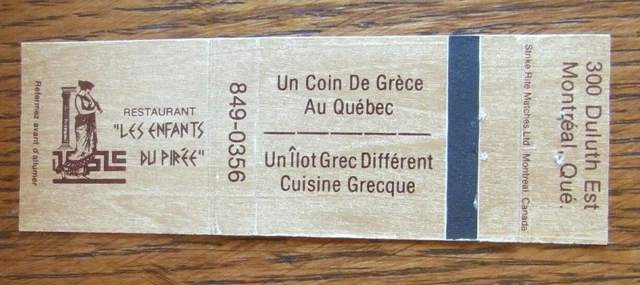 Refermez avant d'allumer
RESTAURANT
"LES ENFANTS
DU PIRÉE"
849-0356
Un Coin De Grèce
Au Québec
Un Îlot Grec Différent
Cuisine Grecque
Strike Rite Matches Ltd. Montreal, Canada
300 Duluth Est
Montréal, Qué.